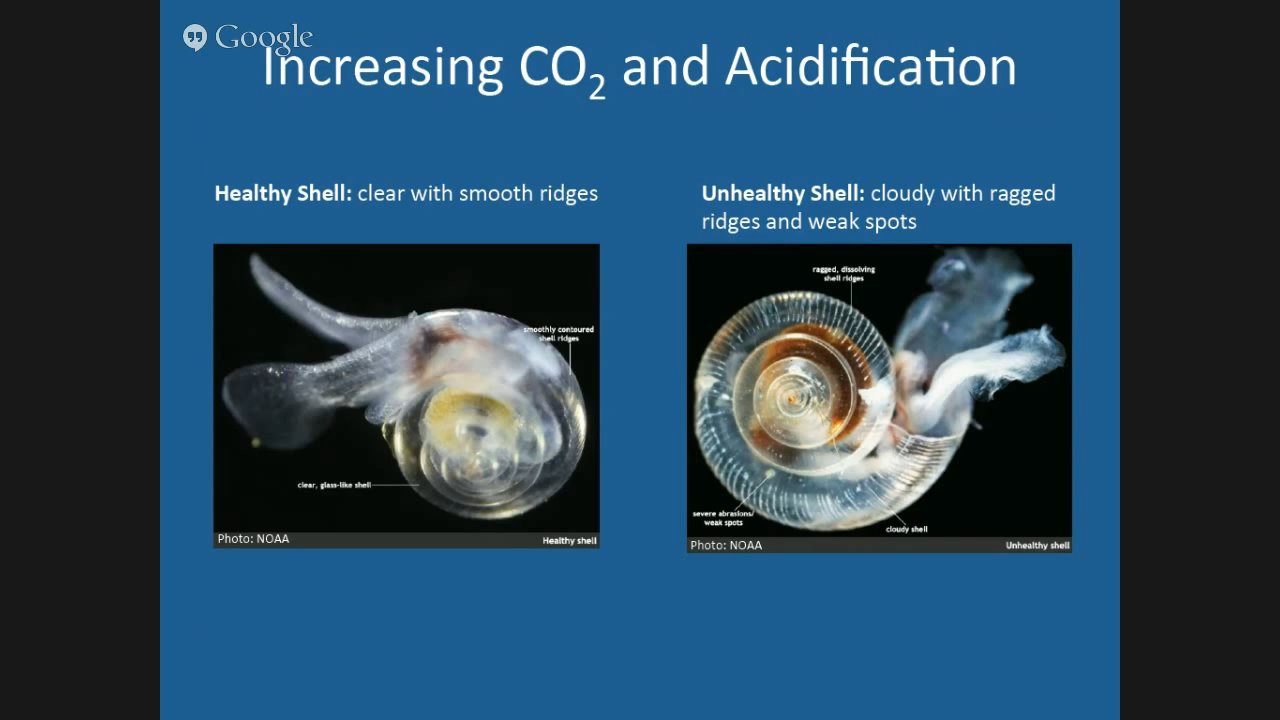 Google
Increasing CO₂ and Acidification
Healthy Shell: clear with smooth ridges
Unhealthy Shell: cloudy with ragged
ridges and weak spots
smoothly contoured
shell ridges
clear, glass-like shell
Photo: NOAA
Healthy shell
ragged, dissolving
shell ridges
severe abrasions/
weak spots
cloudy shell
Photo: NOAA
Unhealthy shell